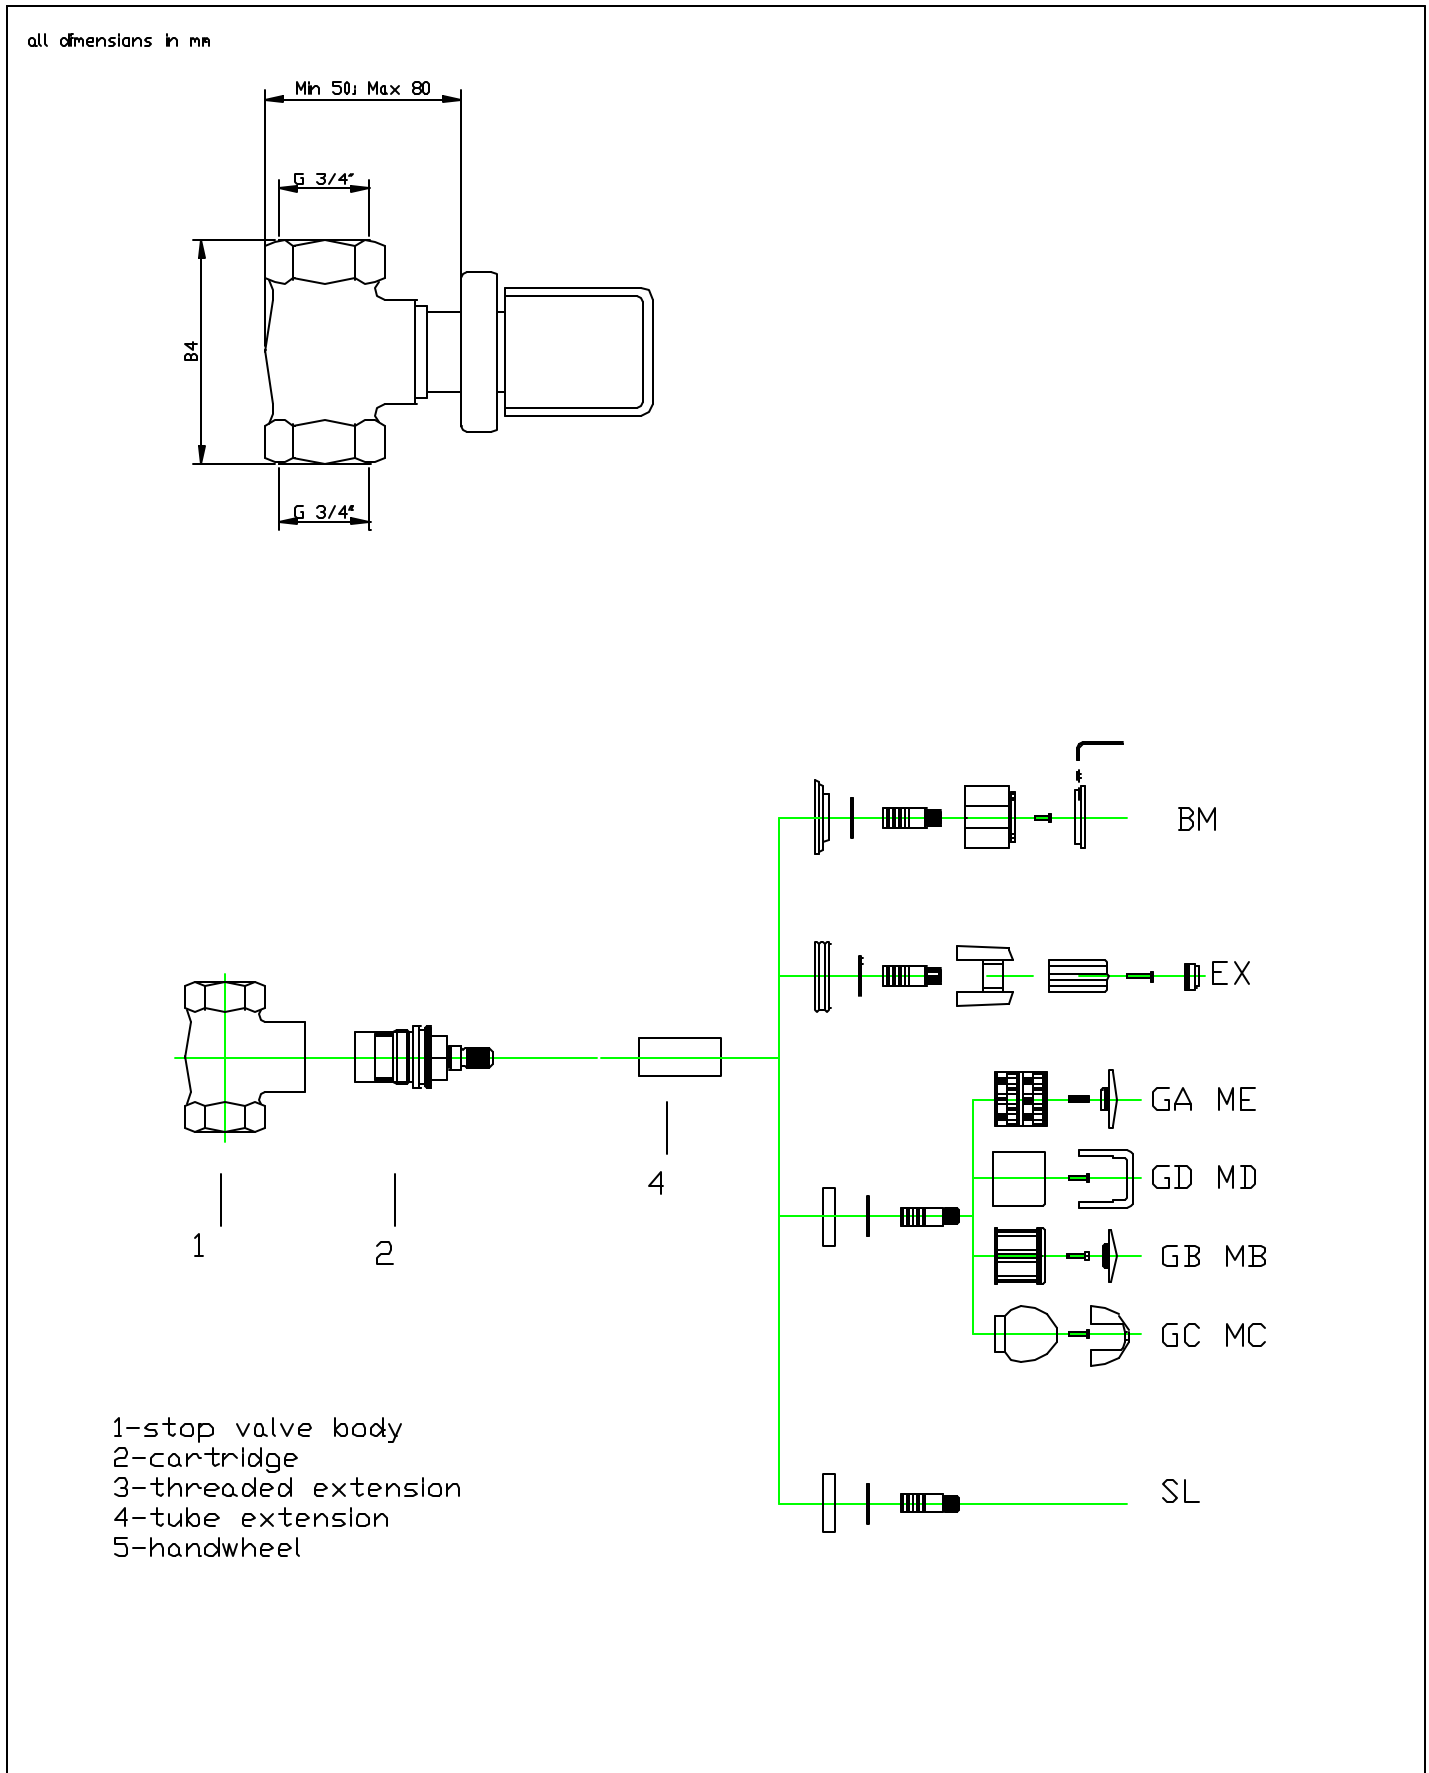 all dimensions in mm
Min 50; Max 80
G 3/4"
B4
G 3/4"
BM
EX
GA ME
4
GD MD
1
2
GB MB
GC MC
1-stop valve body
2-cartridge
3-threaded extension
4-tube extension
5-handwheel
SL